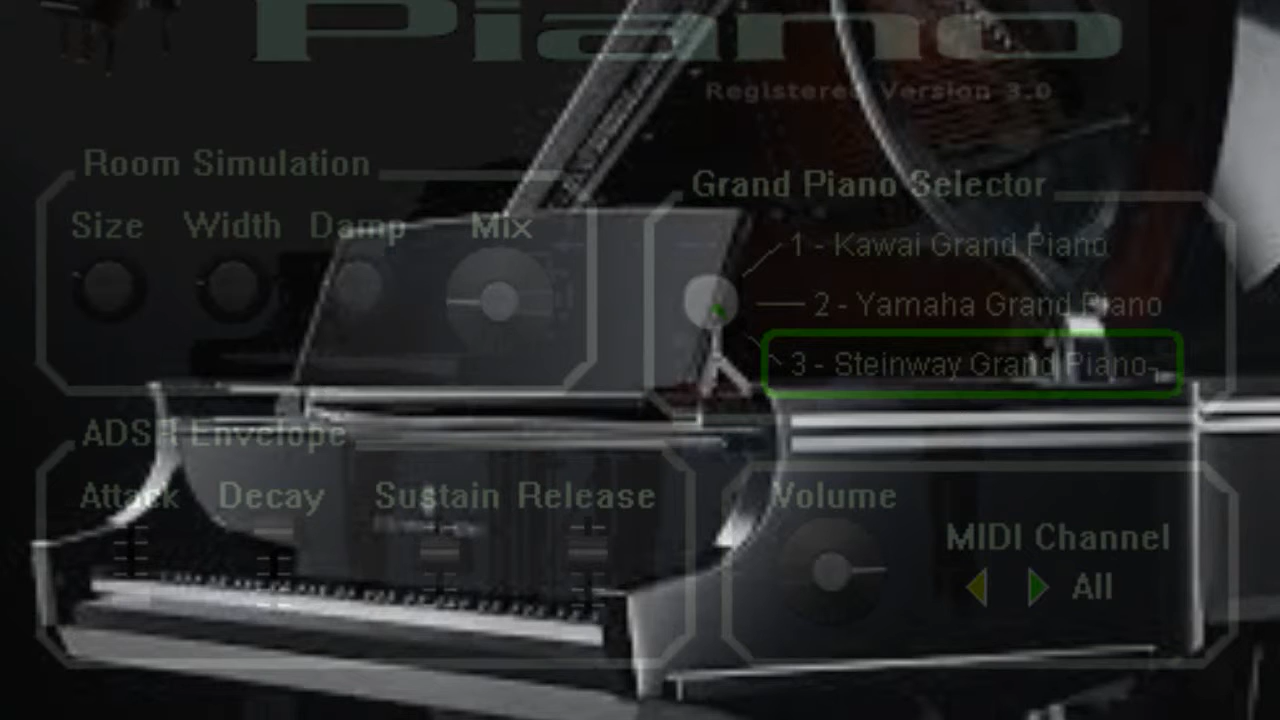 Piano
Registered Version 3.0
Room Simulation
Size Width Damp Mix
Grand Piano Selector
1 - Kawai Grand Piano
2 - Yamaha Grand Piano
3 - Steinway Grand Piano
ADSR Envelope
Attack Decay Sustain Release
Volume
MIDI Channel
All